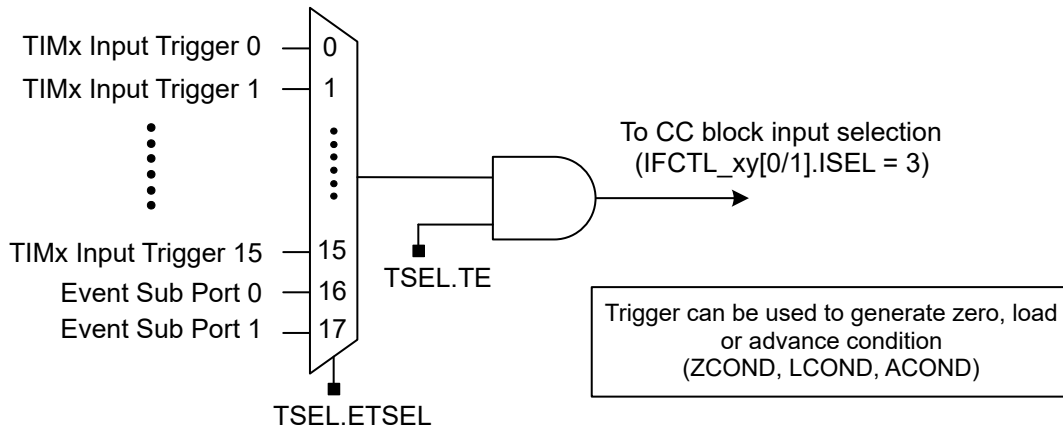 TIMx Input Trigger 0
0
TIMx Input Trigger 1
1
To CC block input selection
(IFCTL_xy[0/1].ISEL = 3)
TIMx Input Trigger 15
15
TSEL.TE
Event Sub Port 0
16
Event Sub Port 1
17
Trigger can be used to generate zero, load
or advance condition
(ZCOND, LCOND, ACOND)
TSEL.ETSEL